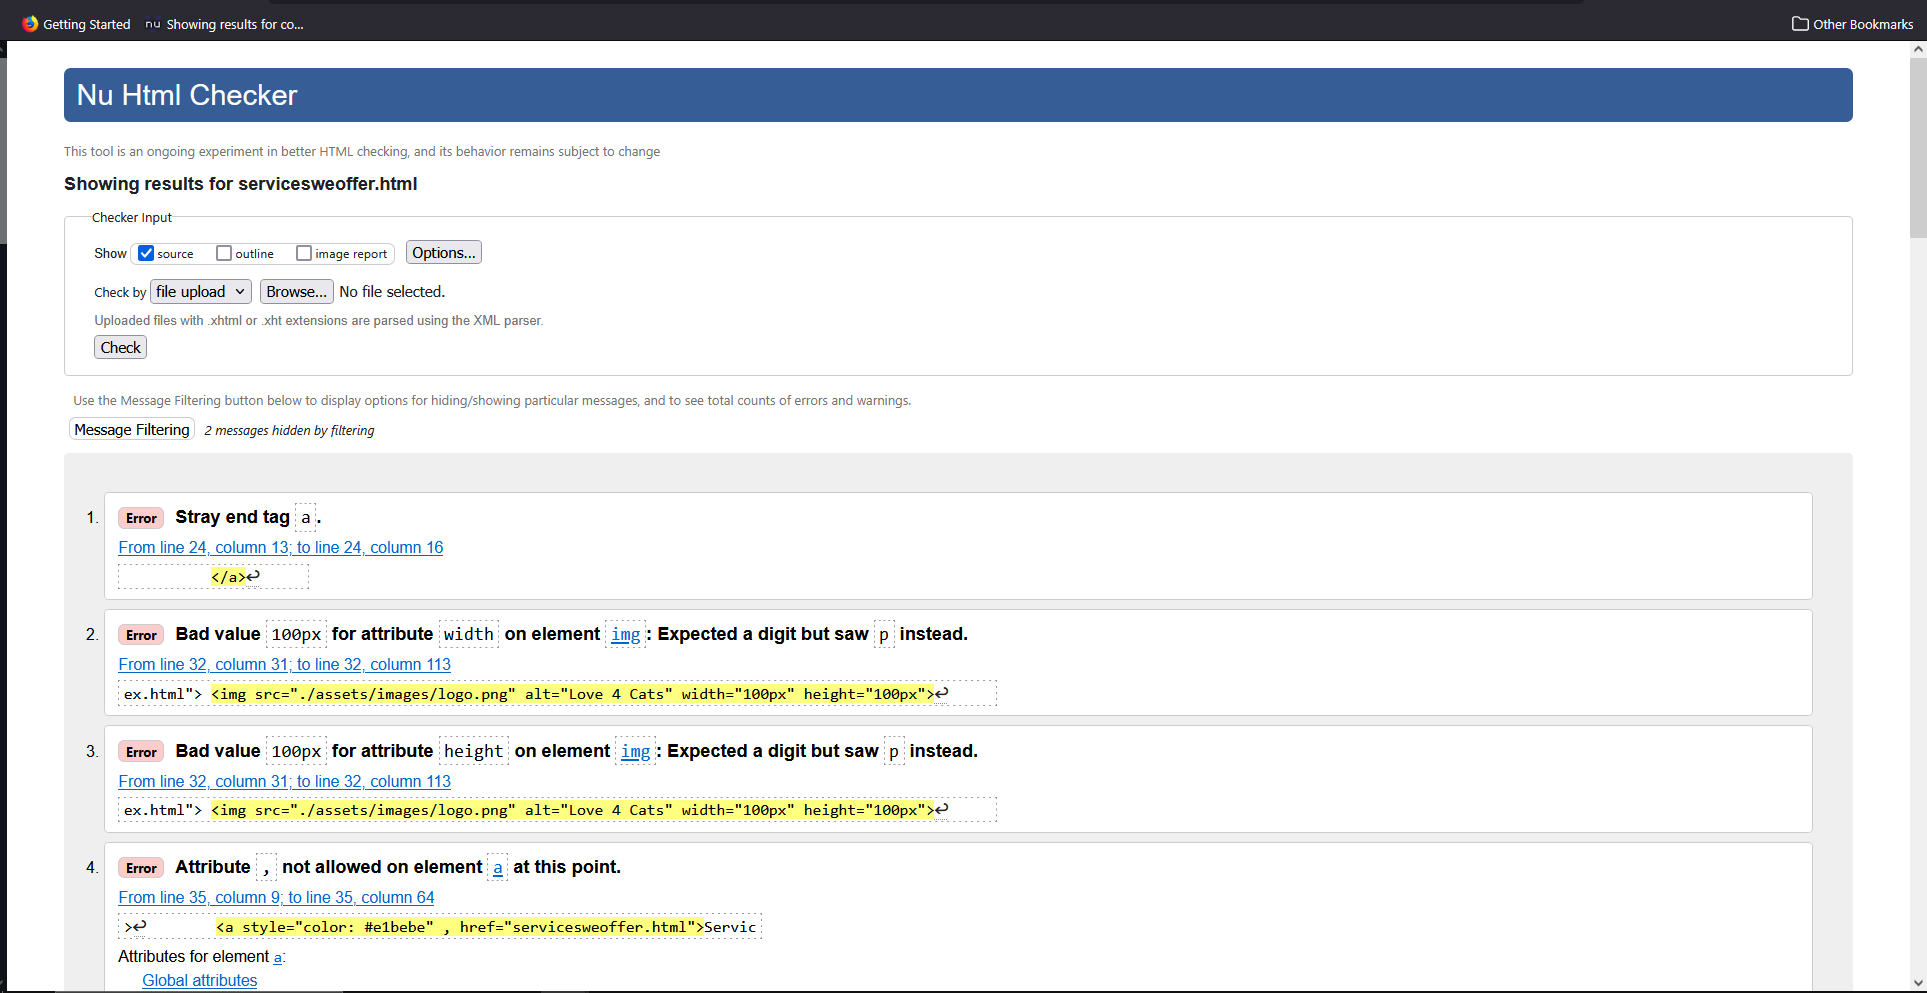 Getting Started nu Showing results for co... Other Bookmarks
Nu Html Checker
This tool is an ongoing experiment in better HTML checking, and its behavior remains subject to change
Showing results for servicesweoffer.html
Checker Input
Show source outline image report Options...
Check by file upload Browse... No file selected.
Uploaded files with .xhtml or .xht extensions are parsed using the XML parser.
Check
Use the Message Filtering button below to display options for hiding/showing particular messages, and to see total counts of errors and warnings.
Message Filtering 2 messages hidden by filtering
1. Error Stray end tag a.
From line 24, column 13; to line 24, column 16
</a>↩
2. Error Bad value 100px for attribute width on element img: Expected a digit but saw p instead.
From line 32, column 31; to line 32, column 113
ex.html"> <img src="./assets/images/logo.png" alt="Love 4 Cats" width="100px" height="100px">↩
3. Error Bad value 100px for attribute height on element img: Expected a digit but saw p instead.
From line 32, column 31; to line 32, column 113
ex.html"> <img src="./assets/images/logo.png" alt="Love 4 Cats" width="100px" height="100px">↩
4. Error Attribute , not allowed on element a at this point.
From line 35, column 9; to line 35, column 64
>↩ <a style="color: #e1bebe" , href="servicesweoffer.html">Servic
Attributes for element a:
Global attributes